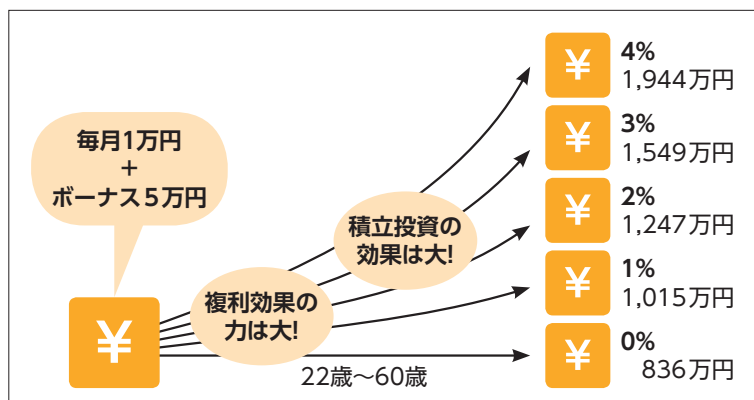 毎月1万円
+
ボーナス5万円
¥
複利効果の
力は大!
積立投資の
効果は大!
22歳~60歳
¥
4%
1,944万円
¥
3%
1,549万円
¥
2%
1,247万円
¥
1%
1,015万円
¥
0%
836万円